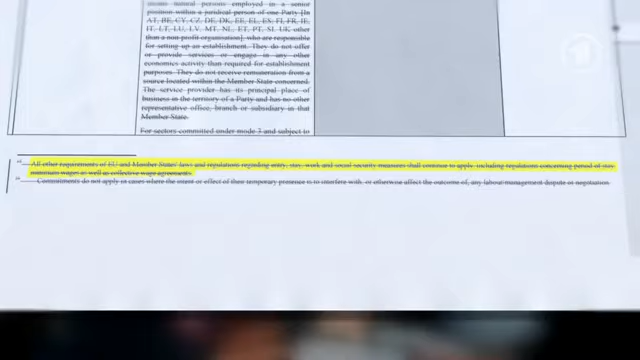 means natural persons employed in a senior
position within a juridical person of one Party [In
AT, BE, CY, CZ, DE, DK, EE, EL, ES, FI, FR, IE,
IT, LT, LU, LV, MT, NL, ET, PT, SI, UK other
than a non-profit organisation], who are responsible
for setting up an establishment. They do not offer
or provide services or engage in any other
economics activity than required for establishment
purposes. They do not receive remuneration from a
source located within the Member State concerned.
The service provider has its principal place of
business in the territory of a Party and has no other
representative office, branch or subsidiary in that
Member State.
For sectors committed under mode 3 and subject to
All other requirements of EU and Member States' laws and regulations regarding entry, stay, work and social security measures shall continue to apply, including regulations concerning period of stay
minimum wages as well as collective wage agreements.
Commitments do not apply in cases where the intent or effect of their temporary presence is to interfere with, or otherwise affect the outcome of, any labour/management dispute or negotiation.